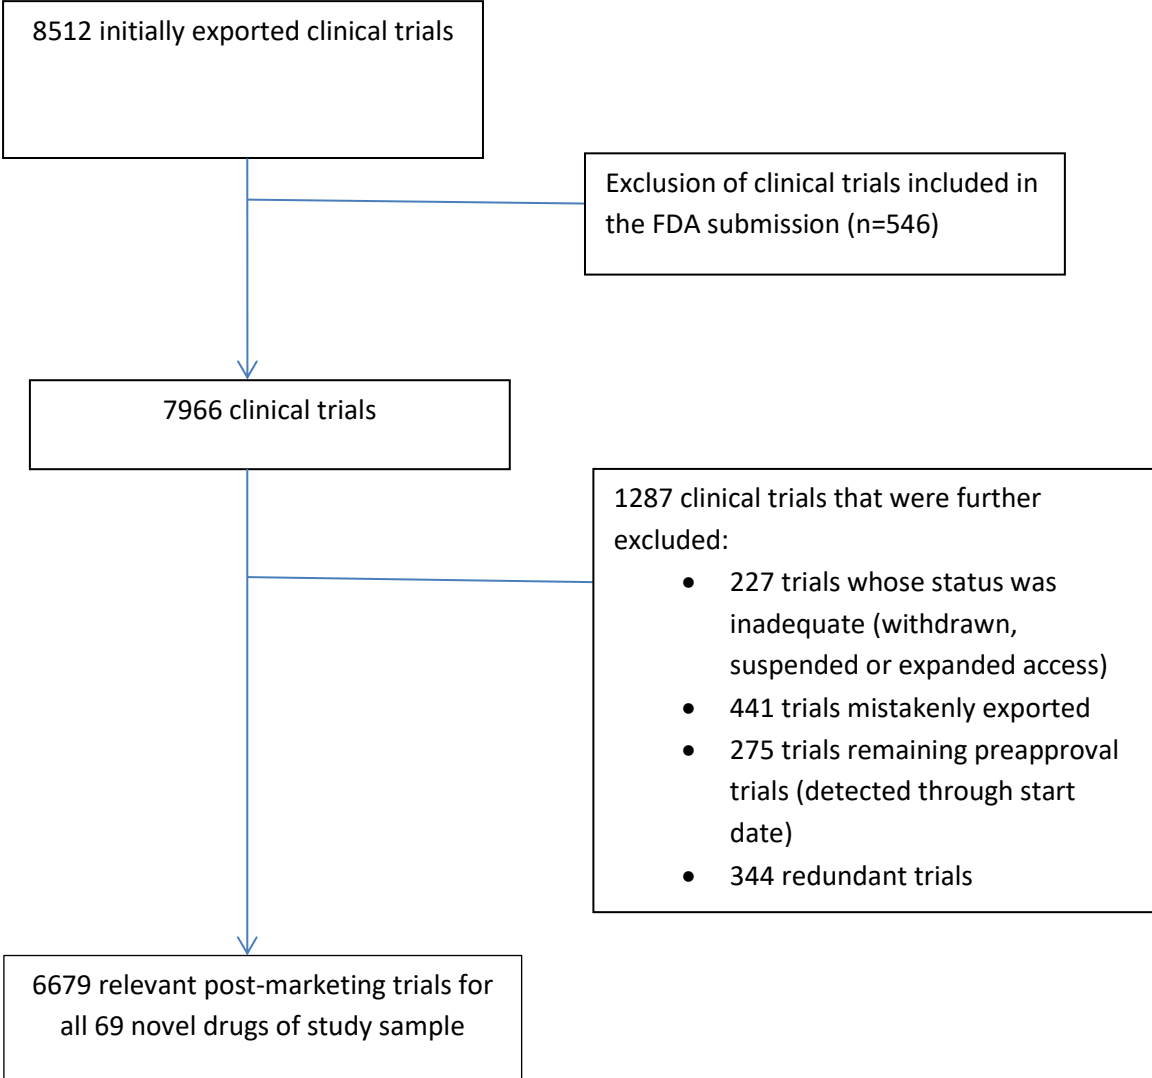 8512 initially exported clinical trials
Exclusion of clinical trials included in
the FDA submission (n=546)
7966 clinical trials
1287 clinical trials that were further
excluded:
• 227 trials whose status was
inadequate (withdrawn,
suspended or expanded access)
• 441 trials mistakenly exported
• 275 trials remaining preapproval
trials (detected through start
date)
• 344 redundant trials
6679 relevant post-marketing trials for
all 69 novel drugs of study sample